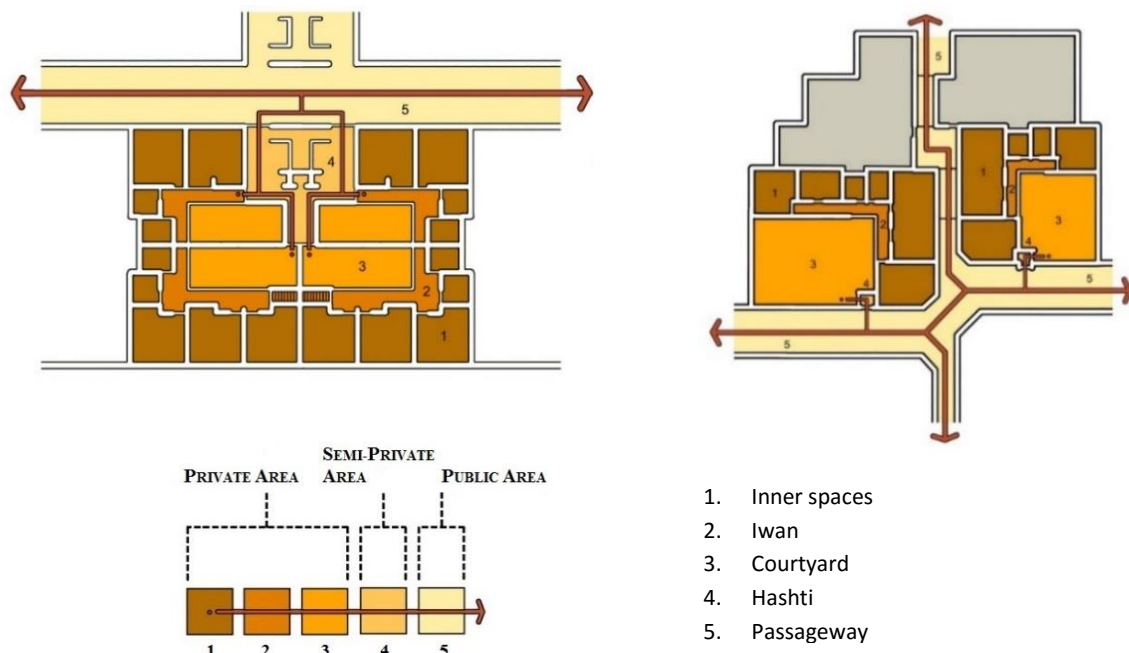 5
4
3
2
1
5
1
1
2
3
2
3
4
4
5
5
SEMI-PRIVATE
PRIVATE AREA AREA PUBLIC AREA
1 2 3 4 5
1. Inner spaces
2. Iwan
3. Courtyard
4. Hashti
5. Passageway